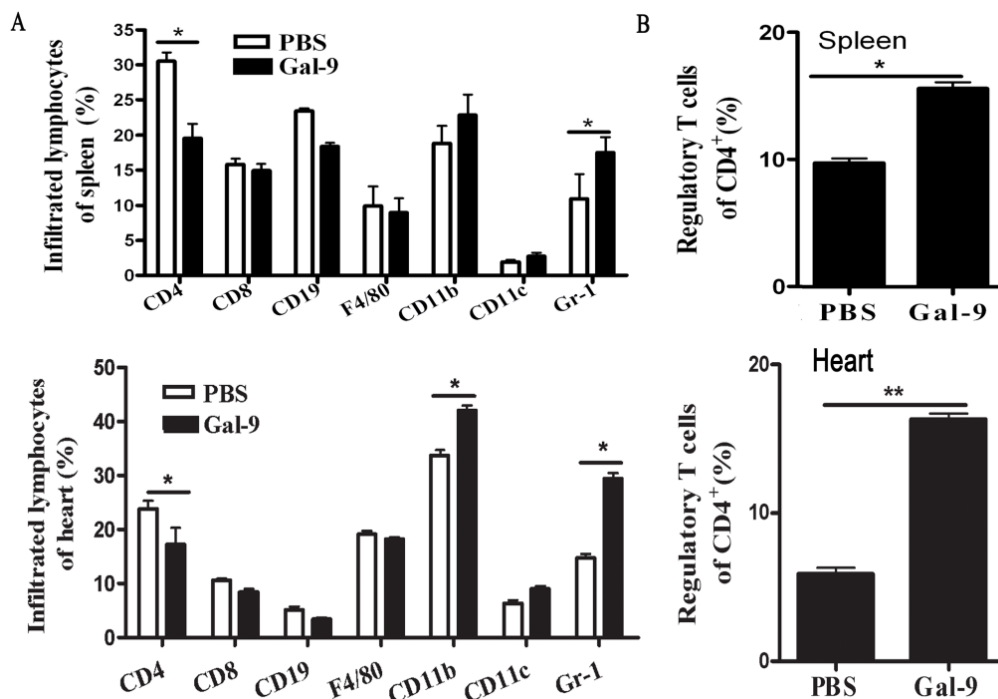 A
Infiltrated lymphocytes
of spleen (%)
35
30
25
20
15
10
5
0
*
*
PBS
Gal-9
CD4
CD8
CD19
F4/80
CD11b
CD11c
Gr-1
B
Regulatory T cells
of CD4+(%)
20
10
0
Spleen
*
PBS
Gal-9
Infiltrated lymphocytes
of heart (%)
50
40
30
20
10
0
PBS
Gal-9
*
*
*
CD4
CD8
CD19
F4/80
CD11b
CD11c
Gr-1
Regulatory T cells
of CD4+(%)
20
10
0
Heart
**
PBS
Gal-9